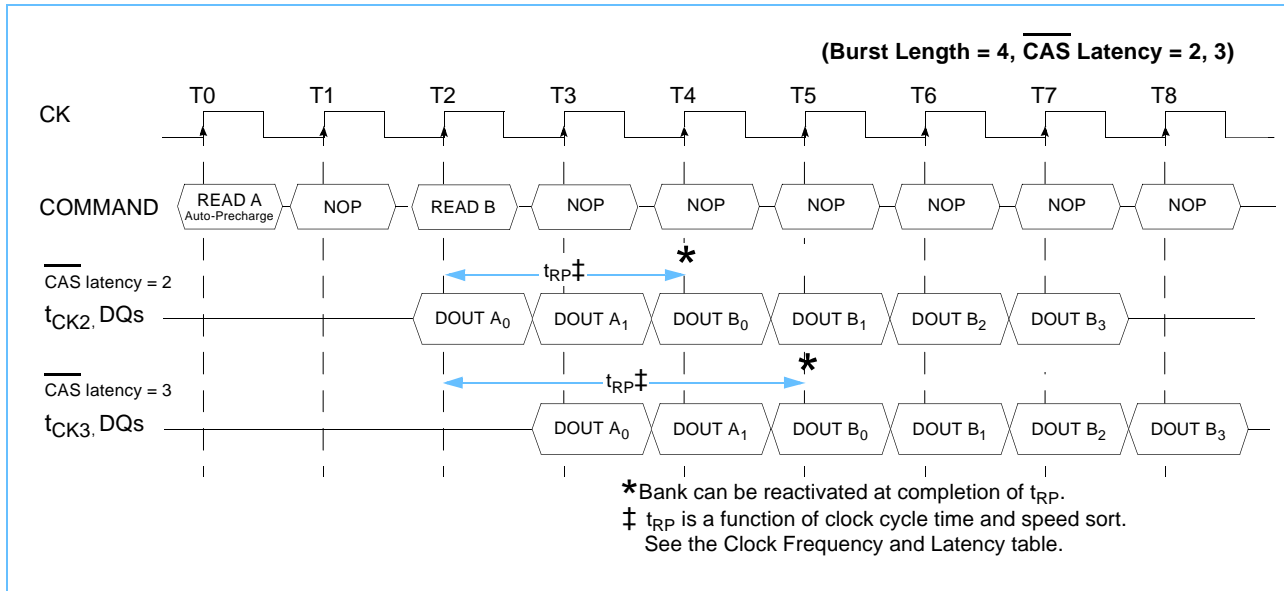 (Burst Length = 4, CAS Latency = 2, 3)
T0 T1 T2 T3 T4 T5 T6 T7 T8
CK
COMMAND
READ A
Auto-Precharge
NOP
READ B
NOP
NOP
NOP
NOP
NOP
NOP
*
tRP‡
CAS latency = 2
tCK2, DQs
DOUT A0
DOUT A1
DOUT B0
DOUT B1
DOUT B2
DOUT B3
*
tRP‡
CAS latency = 3
tCK3, DQs
DOUT A0
DOUT A1
DOUT B0
DOUT B1
DOUT B2
DOUT B3
*Bank can be reactivated at completion of tRP.
‡ tRP is a function of clock cycle time and speed sort.
See the Clock Frequency and Latency table.